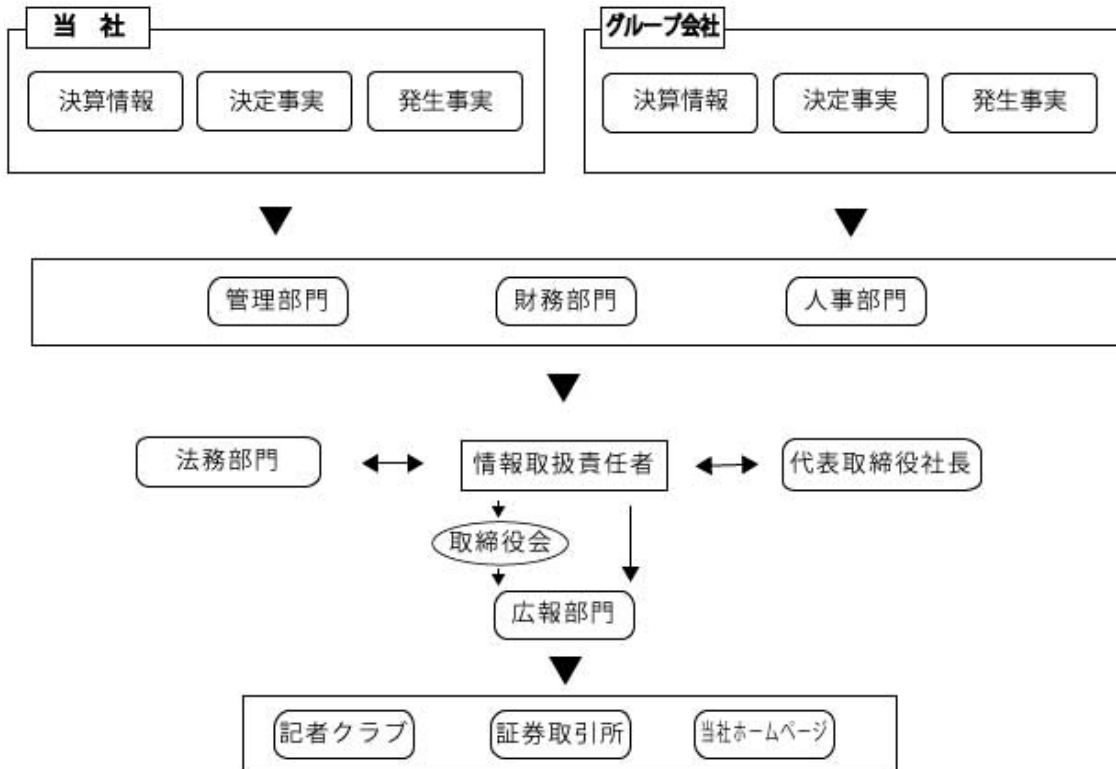 当 社
決算情報
決定事実
発生事実
グループ会社
決算情報
決定事実
発生事実
管理部門
財務部門
人事部門
法務部門
情報取扱責任者
代表取締役社長
取締役会
広報部門
記者クラブ
証券取引所
当社ホームページ